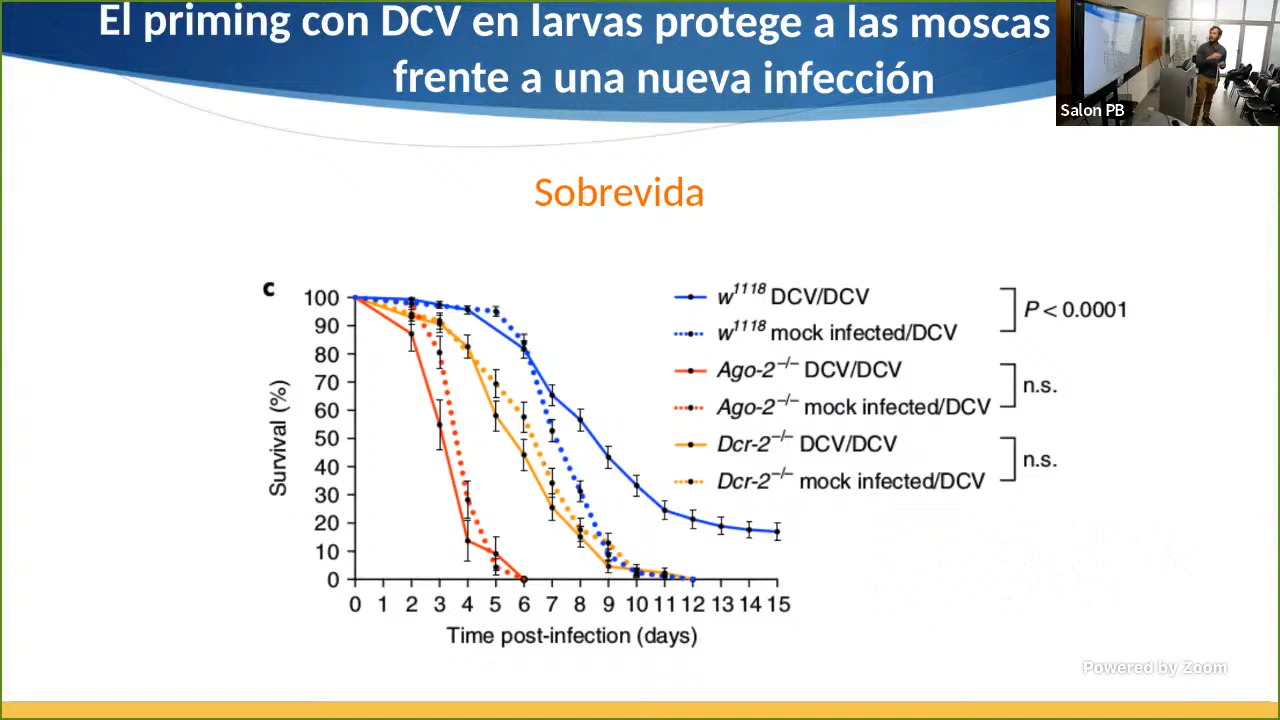 El priming con DCV en larvas protege a las moscas
frente a una nueva infección
Salon PB
Sobrevida
c
Survival (%)
100
90
80
70
60
50
40
30
20
10
0
0 1 2 3 4 5 6 7 8 9 10 11 12 13 14 15
Time post-infection (days)
w1118 DCV/DCV
w1118 mock infected/DCV
P < 0.0001
Ago-2−/− DCV/DCV
Ago-2−/− mock infected/DCV
n.s.
Dcr-2−/− DCV/DCV
Dcr-2−/− mock infected/DCV
n.s.
Powered by Zoom